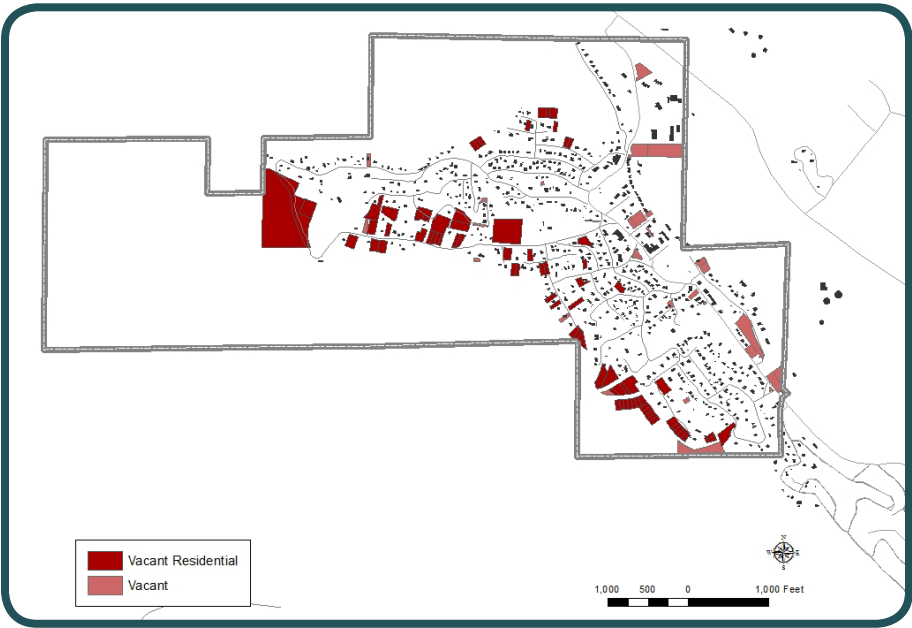 Vacant Residential
Vacant
N
W E
S
1,000 500 0 1,000 Feet